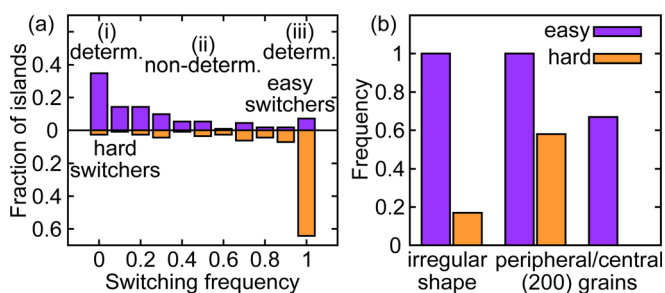 (a)
(i)
determ.
(ii)
non-determ.
(iii)
determ.
easy
switchers
hard
switchers
Fraction of islands
0.4
0.2
0
0.2
0.4
0.6
0 0.2 0.4 0.6 0.8 1
Switching frequency
(b)
easy
hard
Frequency
1
0.8
0.6
0.4
0.2
0
irregular
shape
peripheral/central
(200) grains